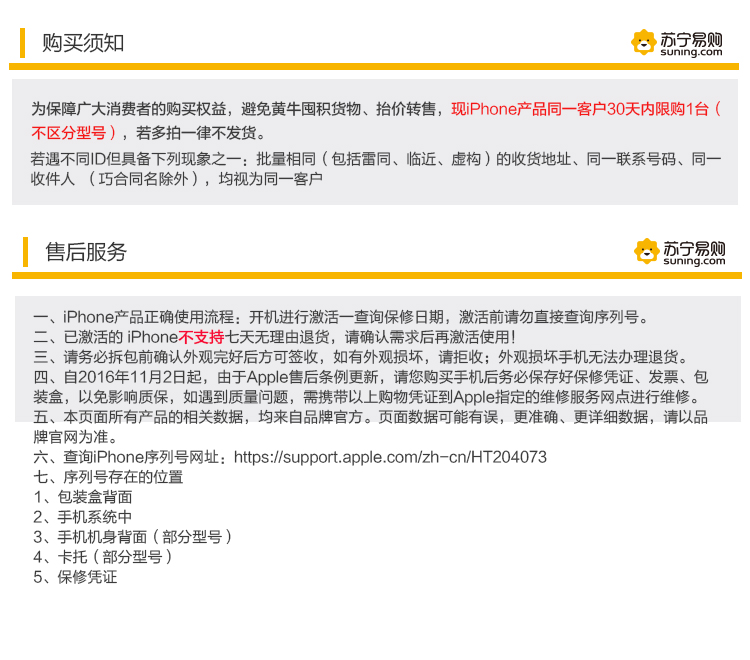 购买须知
苏宁易购
suning.com
为保障广大消费者的购买权益，避免黄牛囤积货物、抬价转售，现iPhone产品同一客户30天内限购1台（
不区分型号），若多拍一律不发货。
若遇不同ID但具备下列现象之一：批量相同（包括雷同、临近、虚构）的收货地址、同一联系号码、同一
收件人 （巧合同名除外），均视为同一客户
售后服务
苏宁易购
suning.com
一、iPhone产品正确使用流程：开机进行激活一查询保修日期，激活前请勿直接查询序列号。
二、已激活的 iPhone不支持七天无理由退货，请确认需求后再激活使用！
三、请务必拆包前确认外观完好后方可签收，如有外观损坏，请拒收；外观损坏手机无法办理退货。
四、自2016年11月2日起，由于Apple售后条例更新，请您购买手机后务必保存好保修凭证、发票、包
装盒，以免影响质保，如遇到质量问题，需携带以上购物凭证到Apple指定的维修服务网点进行维修。
五、本页面所有产品的相关数据，均来自品牌官方。页面数据可能有误，更准确、更详细数据，请以品
牌官网为准。
六、查询iPhone序列号网址：https://support.apple.com/zh-cn/HT204073
七、序列号存在的位置
1、包装盒背面
2、手机系统中
3、手机机身背面（部分型号）
4、卡托（部分型号）
5、保修凭证